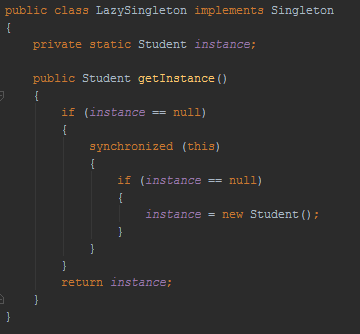 public class LazySingleton implements Singleton
{
    private static Student instance;

    public Student getInstance()
    {
        if (instance == null)
        {
            synchronized (this)
            {
                if (instance == null)
                {
                    instance = new Student();
                }
            }
        }
        return instance;
    }
}